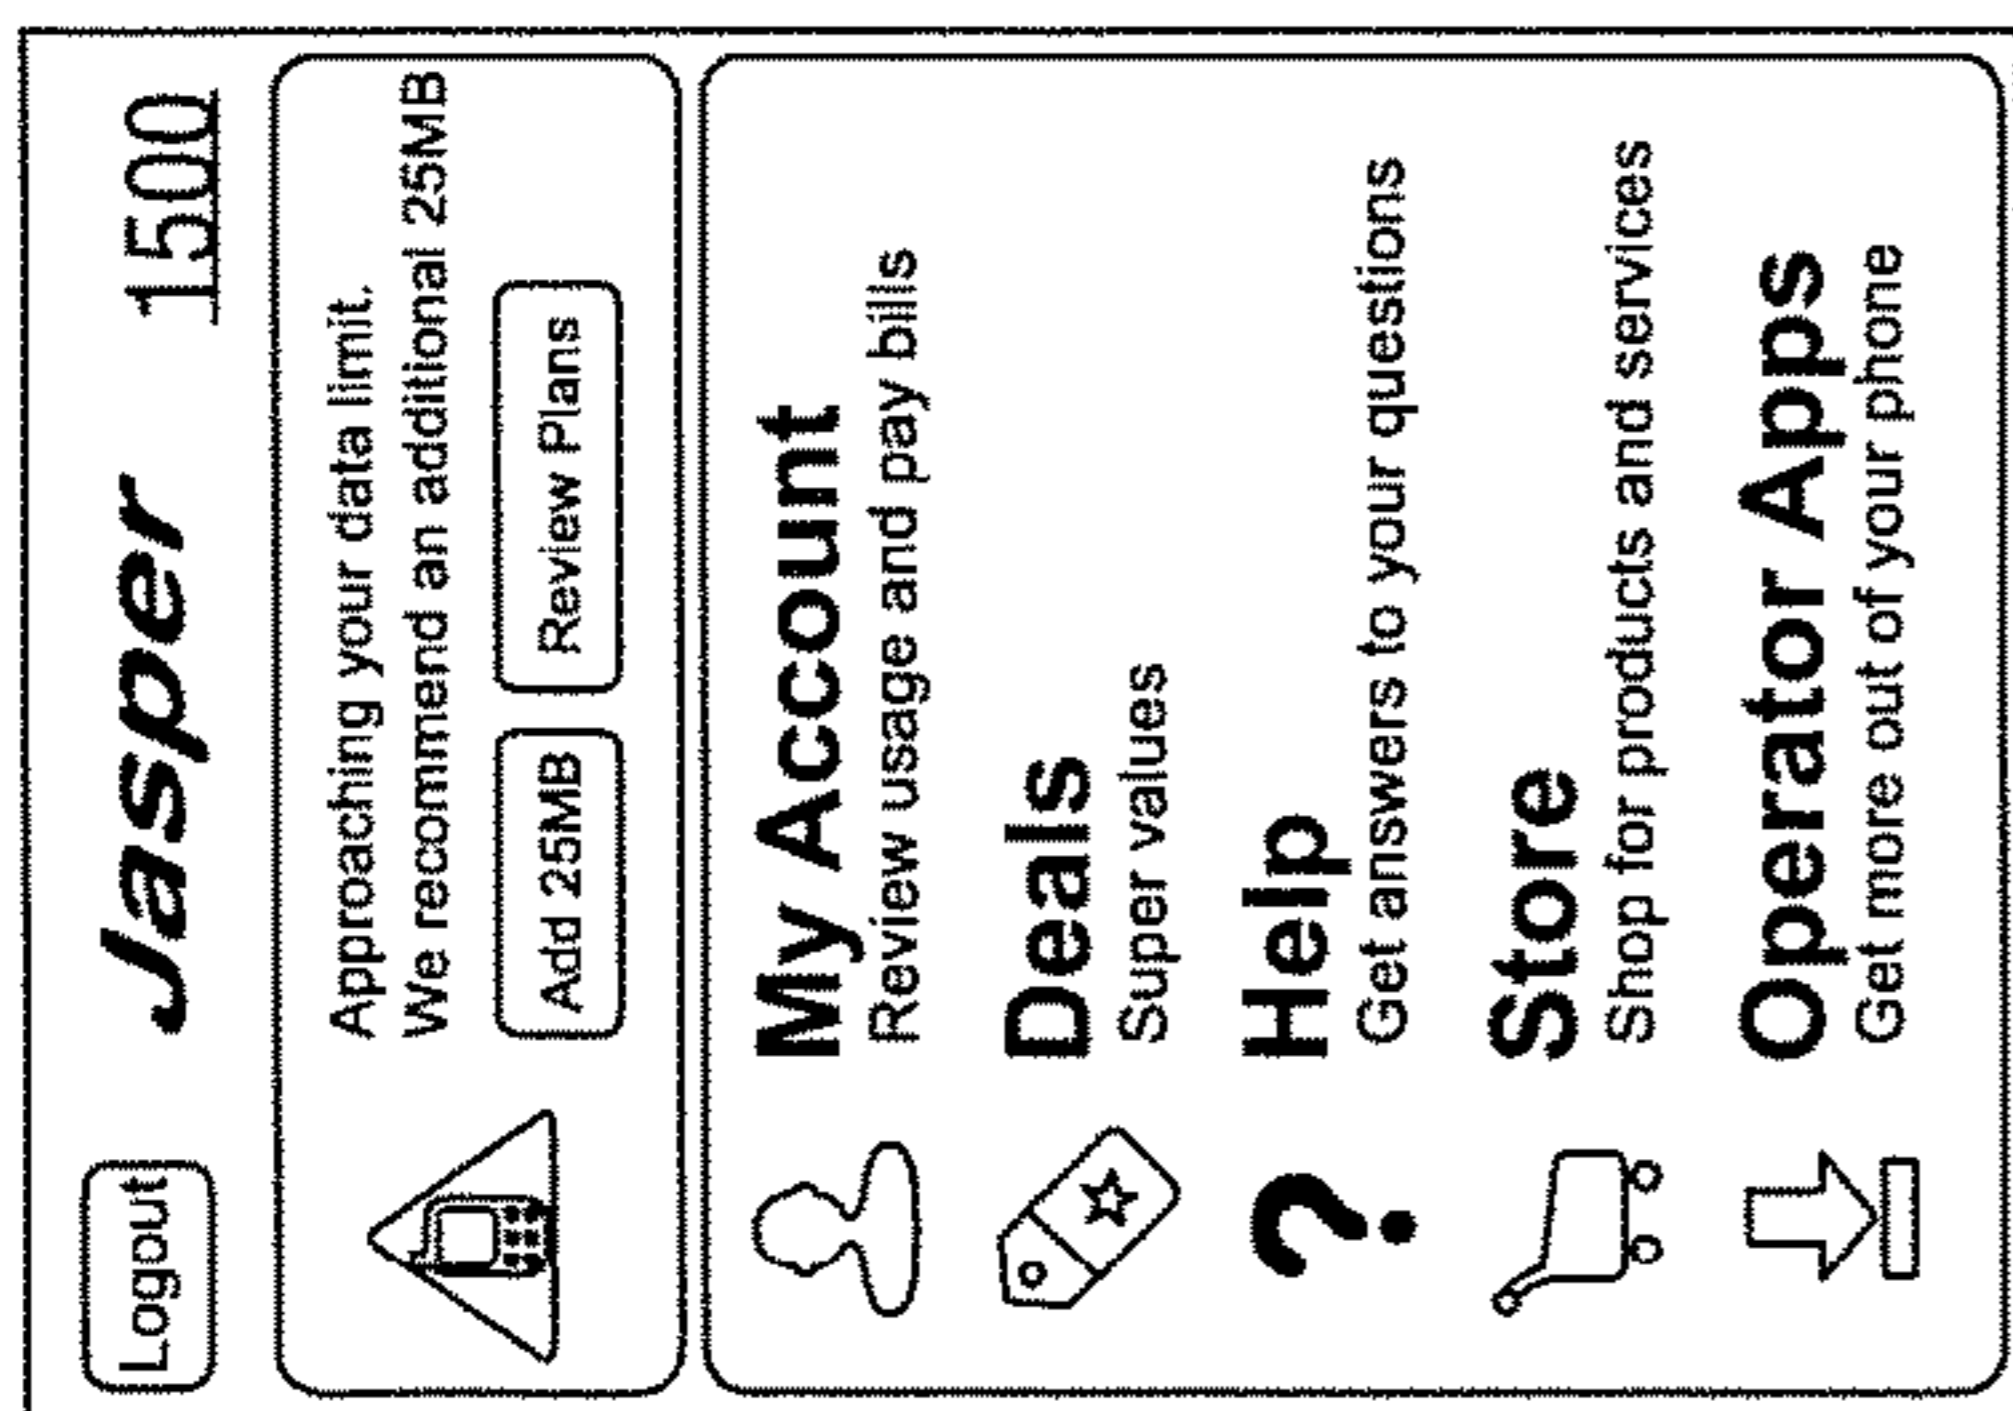 Logout Jasper 1500
Approaching your data limit.
We recommend an additional 25MB
Add 25MB Review Plans
My Account
Review usage and pay bills
Deals
Super values
Help
Get answers to your questions
Store
Shop for products and services
Operator Apps
Get more out of your phone